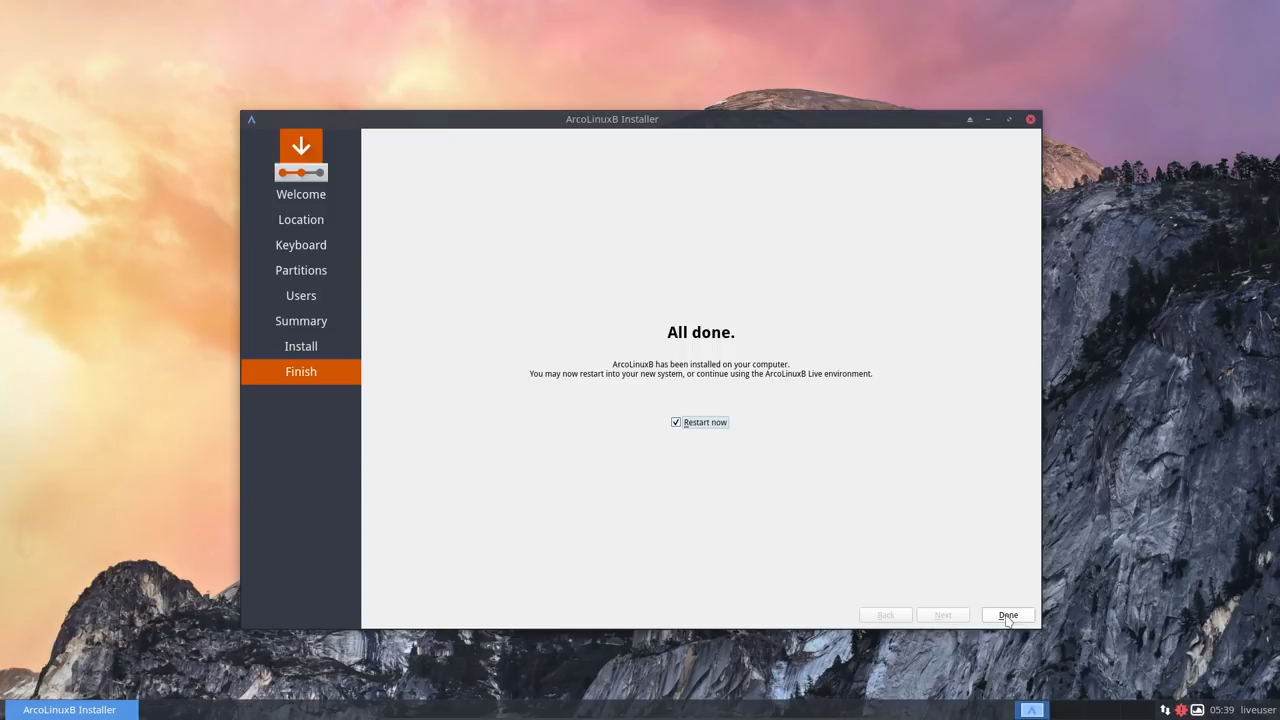 ArcoLinuxB Installer
Welcome
Location
Keyboard
Partitions
Users
Summary
Install
Finish
All done.
ArcoLinuxB has been installed on your computer.
You may now restart into your new system, or continue using the ArcoLinuxB Live environment.
Restart now
Back
Next
Done
ArcoLinuxB Installer
05:39
liveuser